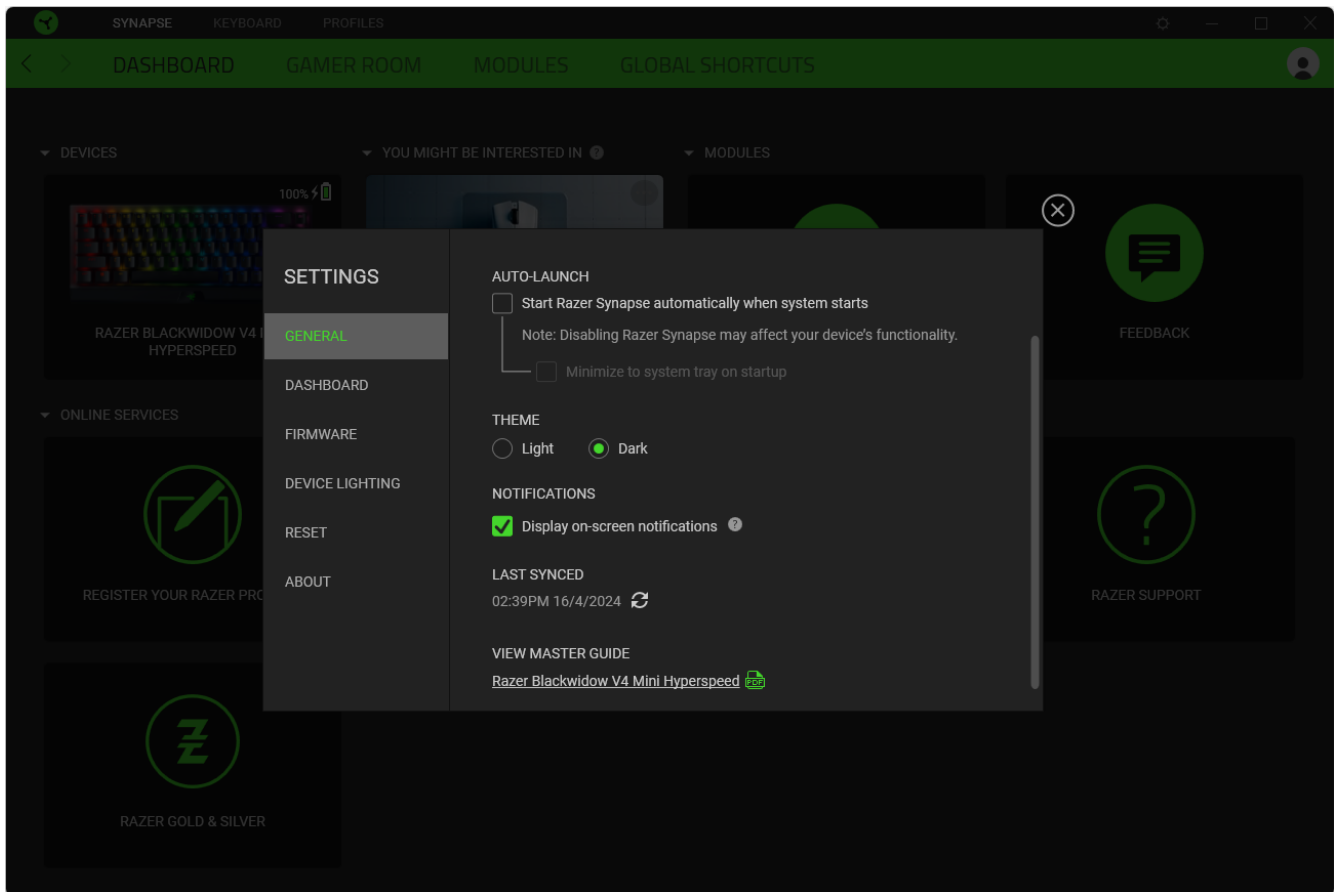 SYNAPSE
KEYBOARD
PROFILES
DASHBOARD
GAMER ROOM
MODULES
GLOBAL SHORTCUTS
DEVICES
YOU MIGHT BE INTERESTED IN ?
MODULES
100%
RAZER BLACKWIDOW V4
HYPERSPEED
FEEDBACK
ONLINE SERVICES
REGISTER YOUR RAZER
?
RAZER SUPPORT
RAZER GOLD & SILVER
SETTINGS
GENERAL
DASHBOARD
FIRMWARE
DEVICE LIGHTING
RESET
ABOUT
AUTO-LAUNCH
Start Razer Synapse automatically when system starts
Note: Disabling Razer Synapse may affect your device’s functionality.
Minimize to system tray on startup
THEME
Light
Dark
NOTIFICATIONS
Display on-screen notifications ?
LAST SYNCED
02:39PM 16/4/2024
VIEW MASTER GUIDE
Razer Blackwidow V4 Mini Hyperspeed PDF